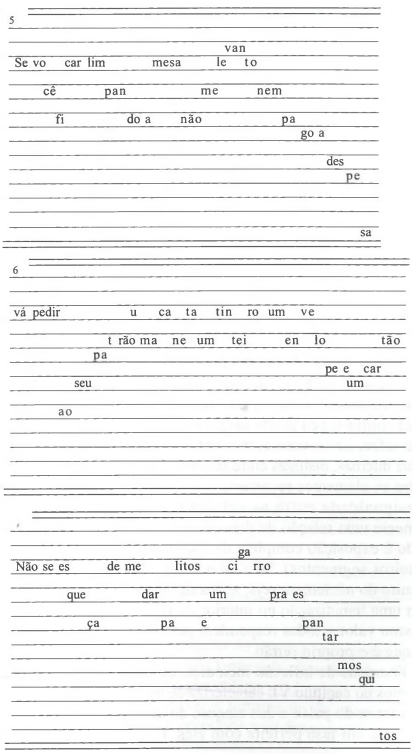 5
van
Se vo car lim mesa le to
cê pan me nem
fi do a não pa
go a
des
pe
sa
6
vá pedir u ca ta tin ro um ve
t rão ma ne um tei en lo tão
pa
pe e car
seu um
ao
ga
Não se es de me litos ci rro
que dar um pra es
ça pa e pan
tar
mos
qui
tos